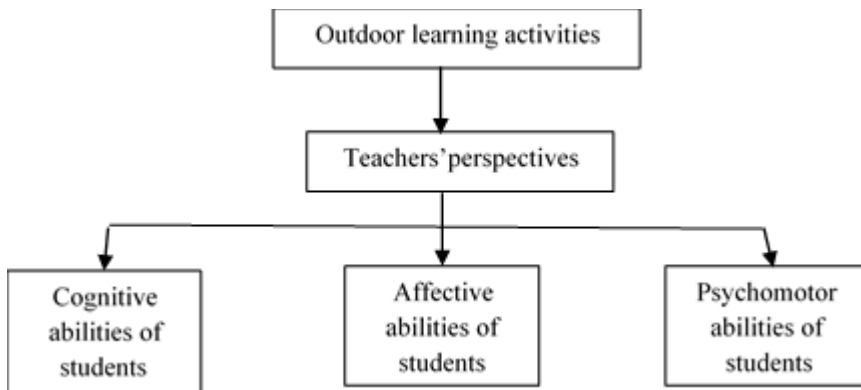 Outdoor learning activities
Teachers’perspectives
Cognitive
abilities of
students
Affective
abilities of
students
Psychomotor
abilities of
students